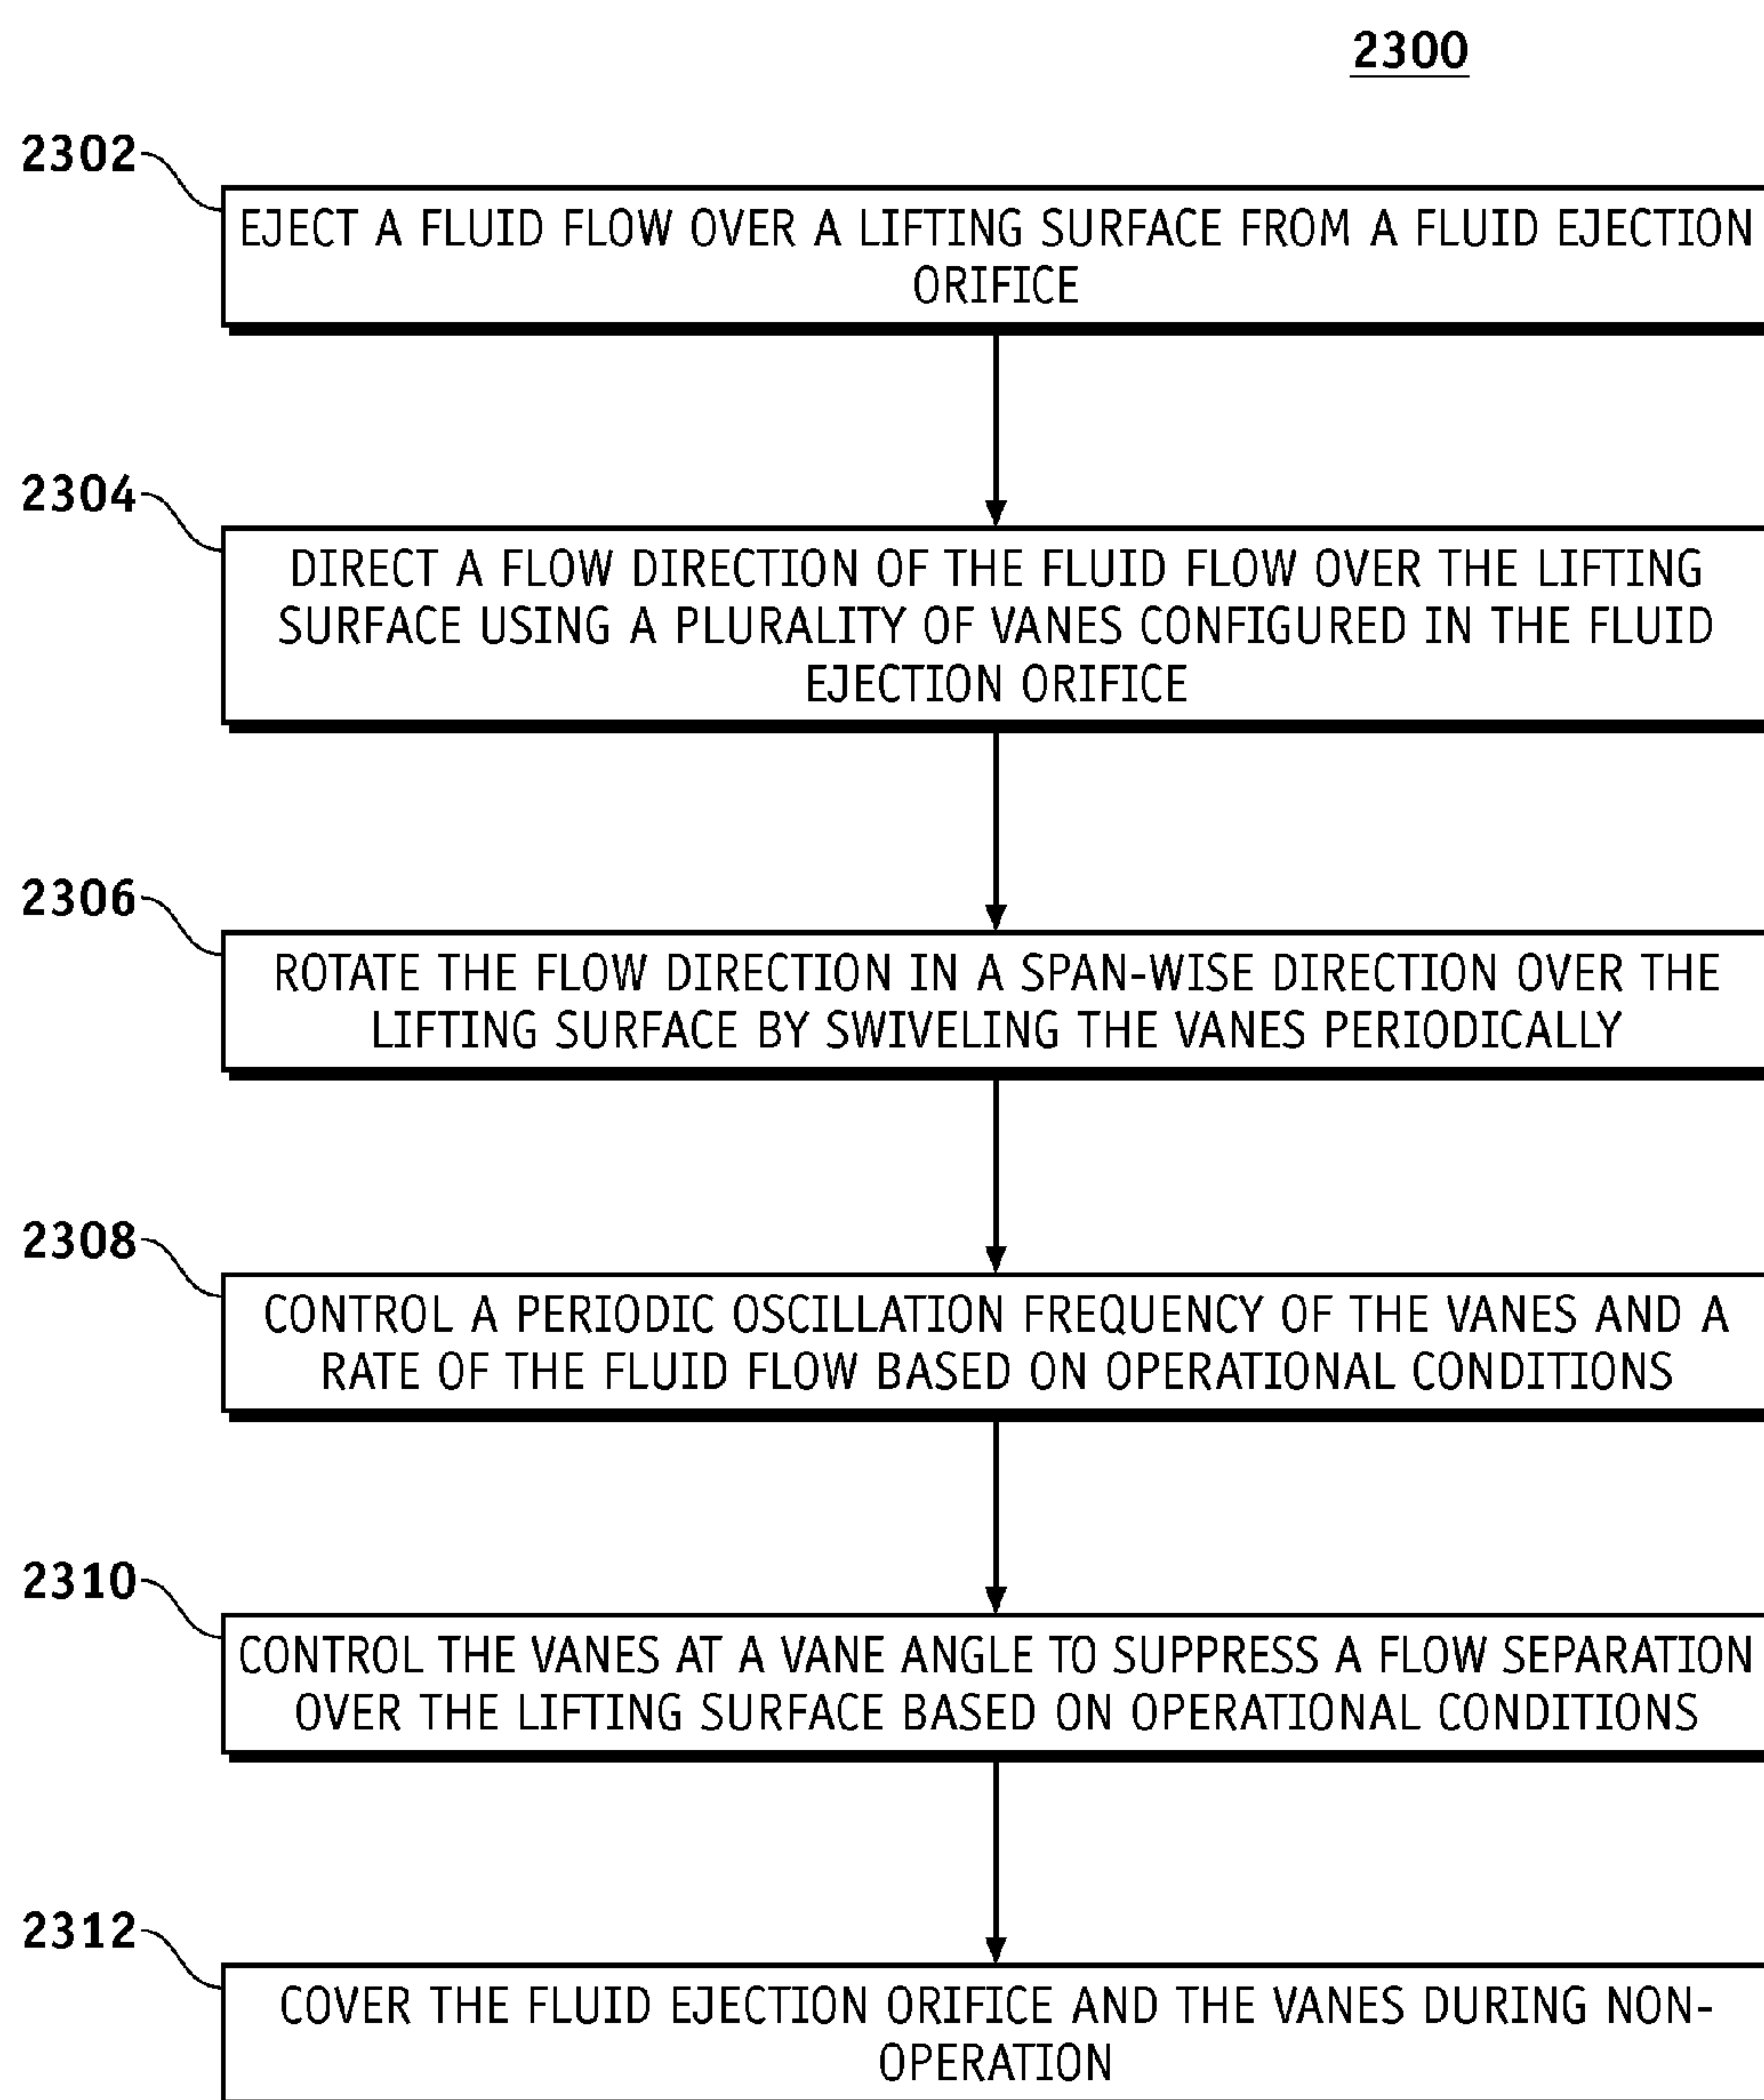 2300
2302
EJECT A FLUID FLOW OVER A LIFTING SURFACE FROM A FLUID EJECTION
ORIFICE
2304
DIRECT A FLOW DIRECTION OF THE FLUID FLOW OVER THE LIFTING
SURFACE USING A PLURALITY OF VANES CONFIGURED IN THE FLUID
EJECTION ORIFICE
2306
ROTATE THE FLOW DIRECTION IN A SPAN-WISE DIRECTION OVER THE
LIFTING SURFACE BY SWIVELING THE VANES PERIODICALLY
2308
CONTROL A PERIODIC OSCILLATION FREQUENCY OF THE VANES AND A
RATE OF THE FLUID FLOW BASED ON OPERATIONAL CONDITIONS
2310
CONTROL THE VANES AT A VANE ANGLE TO SUPPRESS A FLOW SEPARATION
OVER THE LIFTING SURFACE BASED ON OPERATIONAL CONDITIONS
2312
COVER THE FLUID EJECTION ORIFICE AND THE VANES DURING NON-
OPERATION